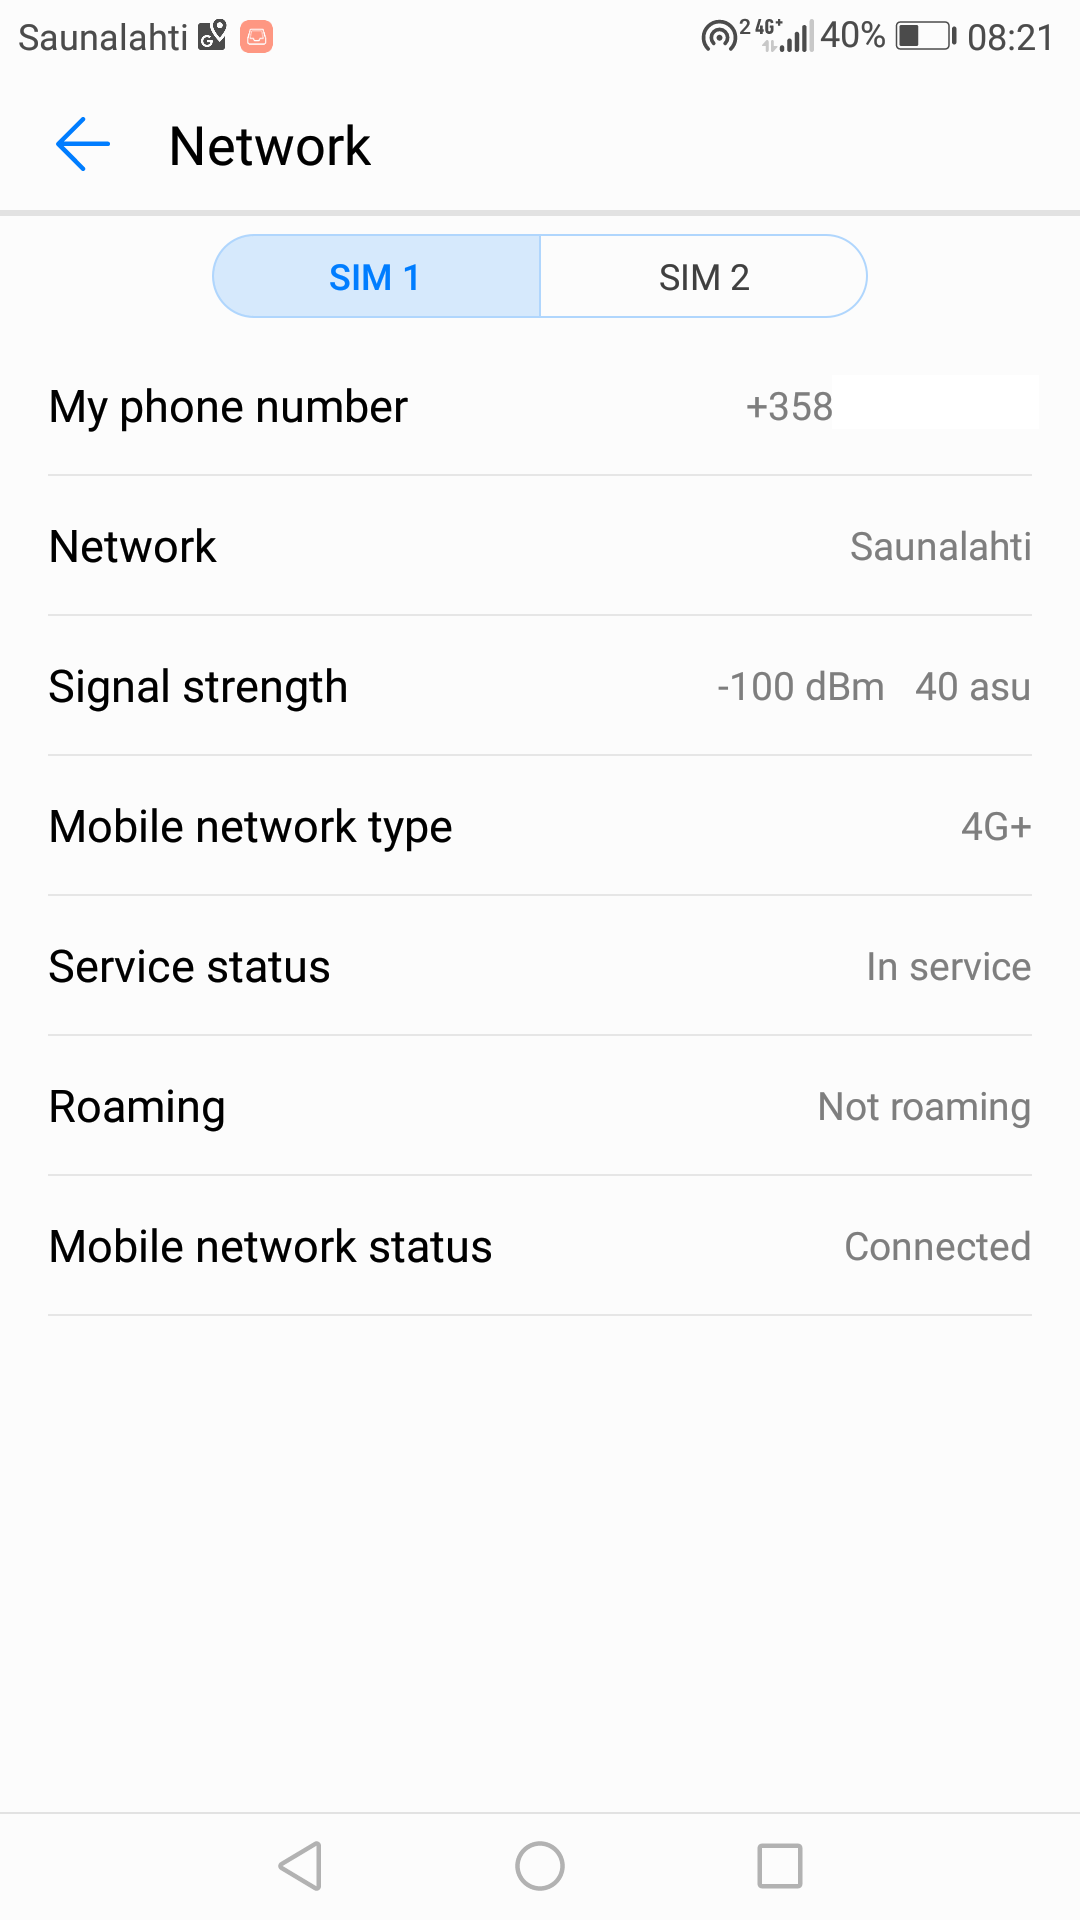 Saunalahti 2 4G+ 40% 08:21
Network
SIM 1 SIM 2
My phone number +358
Network Saunalahti
Signal strength -100 dBm 40 asu
Mobile network type 4G+
Service status In service
Roaming Not roaming
Mobile network status Connected